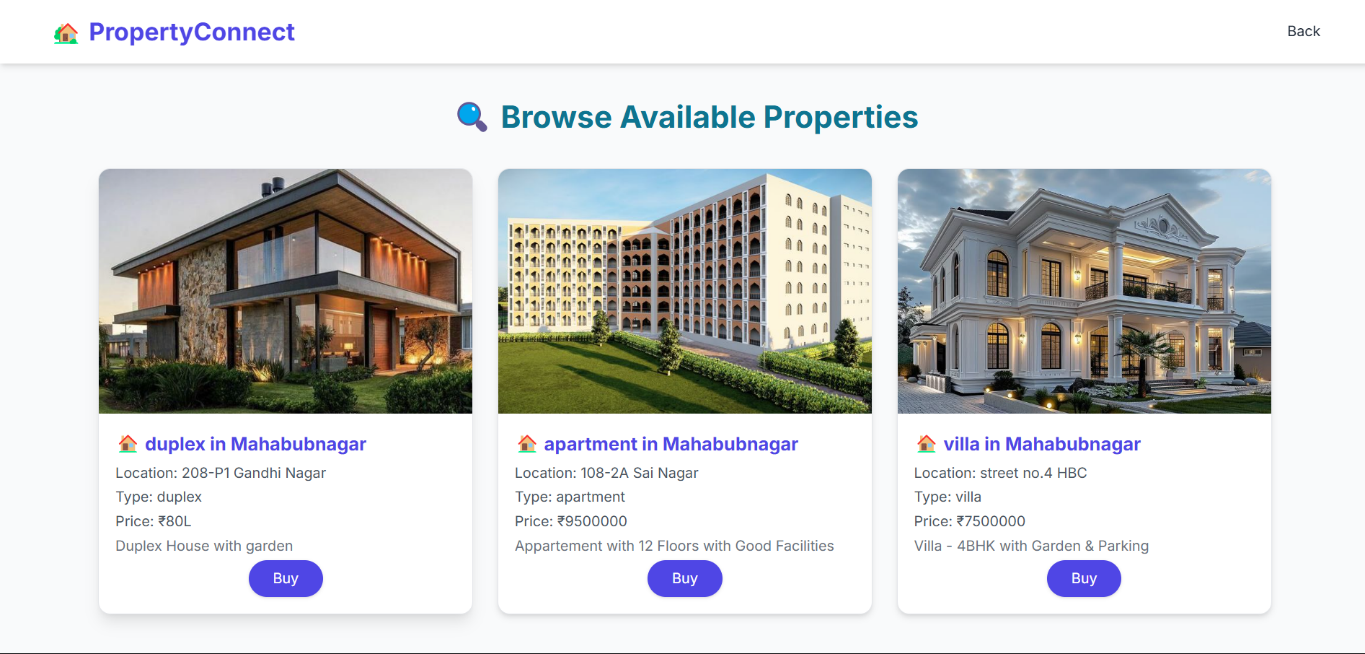 PropertyConnect
Back
Browse Available Properties
duplex in Mahabubnagar
Location: 208-P1 Gandhi Nagar
Type: duplex
Price: ₹80L
Duplex House with garden
Buy
apartment in Mahabubnagar
Location: 108-2A Sai Nagar
Type: apartment
Price: ₹9500000
Appartement with 12 Floors with Good Facilities
Buy
villa in Mahabubnagar
Location: street no.4 HBC
Type: villa
Price: ₹7500000
Villa - 4BHK with Garden & Parking
Buy